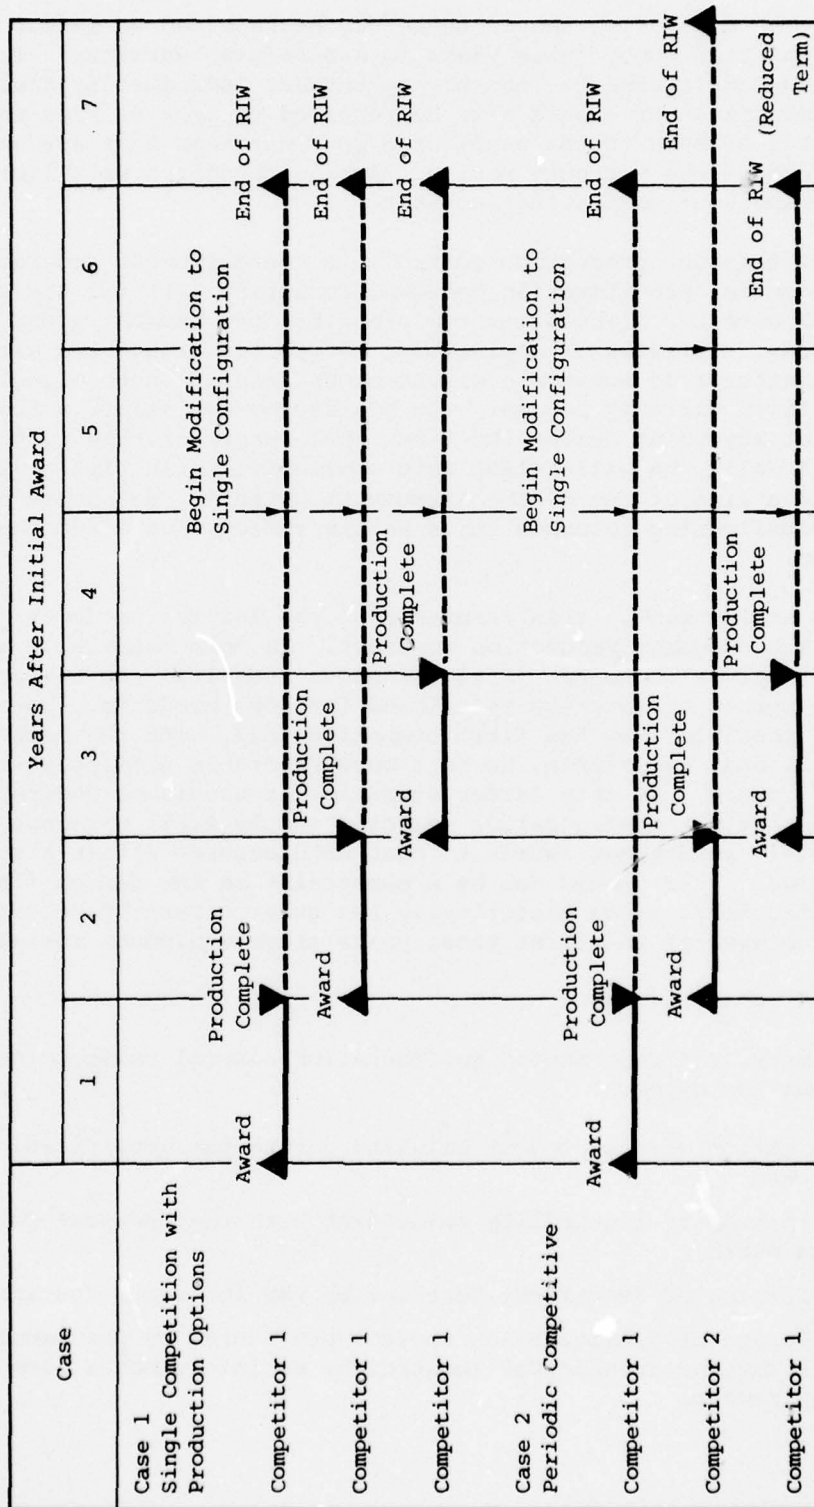 Years After Initial Award
Case
1 2 3 4 5 6 7
Case 1
Single Competition with
Production Options
Begin Modification to
Single Configuration
Competitor 1
Award
Production
Complete
End of RIW
Competitor 1
Award
Production
Complete
End of RIW
Competitor 1
Award
Production
Complete
End of RIW
Case 2
Periodic Competitive
Begin Modification to
Single Configuration
Competitor 1
Award
Production
Complete
End of RIW
Competitor 2
Award
Production
Complete
End of RIW
Competitor 1
Award
Production
Complete
End of RIW
(Reduced
Term)